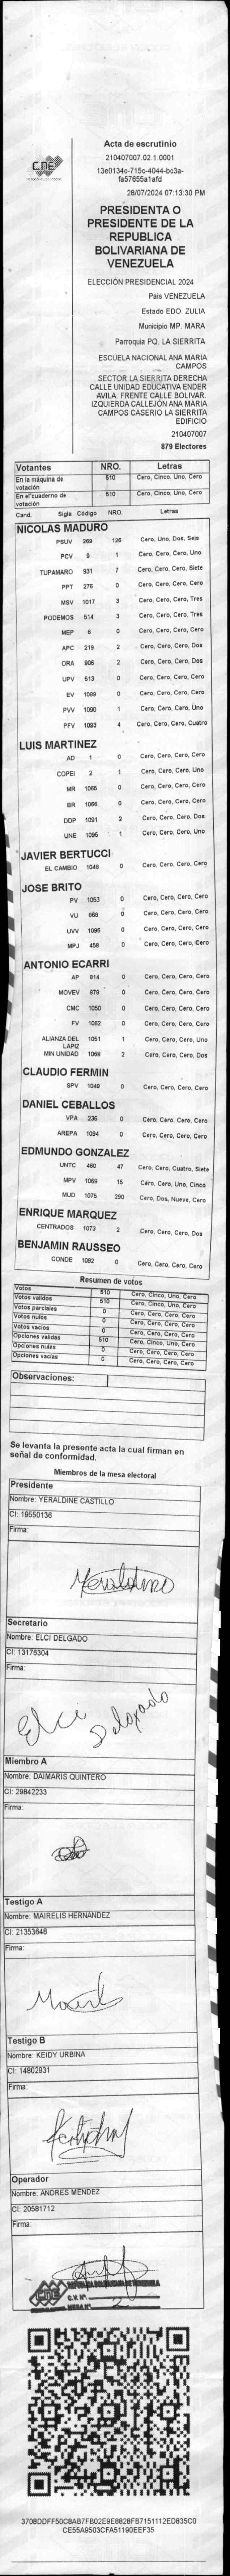 Acta de escrutinio
210407007.02.1.0001
13e0134c-715c-4044-bc3a-
fa57655a1afd
28/07/2024 07:13:30 PM
PRESIDENTA O
PRESIDENTE DE LA
REPUBLICA
BOLIVARIANA DE
VENEZUELA
ELECCIÓN PRESIDENCIAL 2024
Pais VENEZUELA
Estado EDO. ZULIA
Municipio MP. MARA
Parroquia PQ. LA SIERRITA
ESCUELA NACIONAL ANA MARIA
CAMPOS
SECTOR LA SIERRITA DERECHA
CALLE UNIDAD EDUCATIVA ENDER
AVILA. FRENTE CALLE BOLIVAR.
IZQUIERDA CALLEJÓN ANA MARIA
CAMPOS CASERIO LA SIERRITA
EDIFICIO
210407007
879 Electores
Votantes NRO. Letras
En la máquina de votación 510 Cero, Cinco, Uno, Cero
En el cuaderno de votación 510 Cero, Cinco, Uno, Cero
Cand. Sigla Código NRO. Letras
NICOLAS MADURO
PSUV 269 126 Cero, Uno, Dos, Seis
PCV 9 1 Cero, Cero, Cero, Uno
TUPAMARO 931 7 Cero, Cero, Cero, Siete
PPT 276 0 Cero, Cero, Cero, Cero
MSV 1017 3 Cero, Cero, Cero, Tres
PODEMOS 514 3 Cero, Cero, Cero, Tres
MEP 6 0 Cero, Cero, Cero, Cero
APC 219 2 Cero, Cero, Cero, Dos
ORA 906 2 Cero, Cero, Cero, Dos
UPV 613 0 Cero, Cero, Cero, Cero
EV 1089 0 Cero, Cero, Cero, Cero
PVV 1090 1 Cero, Cero, Cero, Uno
PFV 1093 4 Cero, Cero, Cero, Cuatro
LUIS MARTINEZ
AD 1 0 Cero, Cero, Cero, Cero
COPEI 2 1 Cero, Cero, Cero, Uno
MR 1065 0 Cero, Cero, Cero, Cero
BR 1066 0 Cero, Cero, Cero, Cero
DDP 1091 2 Cero, Cero, Cero, Dos
UNE 1095 1 Cero, Cero, Cero, Uno
JAVIER BERTUCCI
EL CAMBIO 1048 0 Cero, Cero, Cero, Cero
JOSE BRITO
PV 1053 0 Cero, Cero, Cero, Cero
VU 868 0 Cero, Cero, Cero, Cero
UVV 1096 0 Cero, Cero, Cero, Cero
MPJ 458 0 Cero, Cero, Cero, Cero
ANTONIO ECARRI
AP 814 0 Cero, Cero, Cero, Cero
MOVEV 979 0 Cero, Cero, Cero, Cero
CMC 1050 0 Cero, Cero, Cero, Cero
FV 1062 0 Cero, Cero, Cero, Cero
ALIANZA DEL LAPIZ 1051 1 Cero, Cero, Cero, Uno
MIN UNIDAD 1068 2 Cero, Cero, Cero, Dos
CLAUDIO FERMIN
SPV 1049 0 Cero, Cero, Cero, Cero
DANIEL CEBALLOS
VPA 236 0 Cero, Cero, Cero, Cero
AREPA 1094 0 Cero, Cero, Cero, Cero
EDMUNDO GONZALEZ
UNTC 460 47 Cero, Cero, Cuatro, Siete
MPV 1069 15 Cero, Cero, Uno, Cinco
MUD 1075 290 Cero, Dos, Nueve, Cero
ENRIQUE MARQUEZ
CENTRADOS 1073 2 Cero, Cero, Cero, Dos
BENJAMIN RAUSSEO
CONDE 1092 0 Cero, Cero, Cero, Cero
Resumen de votos
Votos 510 Cero, Cinco, Uno, Cero
Votos validos 510 Cero, Cinco, Uno, Cero
Votos parciales 0 Cero, Cero, Cero, Cero
Votos nulos 0 Cero, Cero, Cero, Cero
Votos vacios 0 Cero, Cero, Cero, Cero
Opciones validas 510 Cero, Cinco, Uno, Cero
Opciones nulas 0 Cero, Cero, Cero, Cero
Opciones vacias 0 Cero, Cero, Cero, Cero
Observaciones:
Se levanta la presente acta la cual firman en
señal de conformidad.
Miembros de la mesa electoral
Presidente
Nombre: YERALDINE CASTILLO
CI: 19550136
Firma:
Secretario
Nombre: ELCI DELGADO
CI: 13176304
Firma:
Elci Delgado
Miembro A
Nombre: DAIMARIS QUINTERO
CI: 29842233
Firma:
Testigo A
Nombre: MAIRELIS HERNANDEZ
CI: 21353648
Firma:
Testigo B
Nombre: KEIDY URBINA
CI: 14802931
Firma:
Operador
Nombre: ANDRES MENDEZ
CI: 20581712
Firma:
CNE
C.V. Nº.
MESA Nº. 2
3708DDFF50C8AB7FB02E9E8828FB7151112ED835C0
CE55A9503CFA51190EEF35